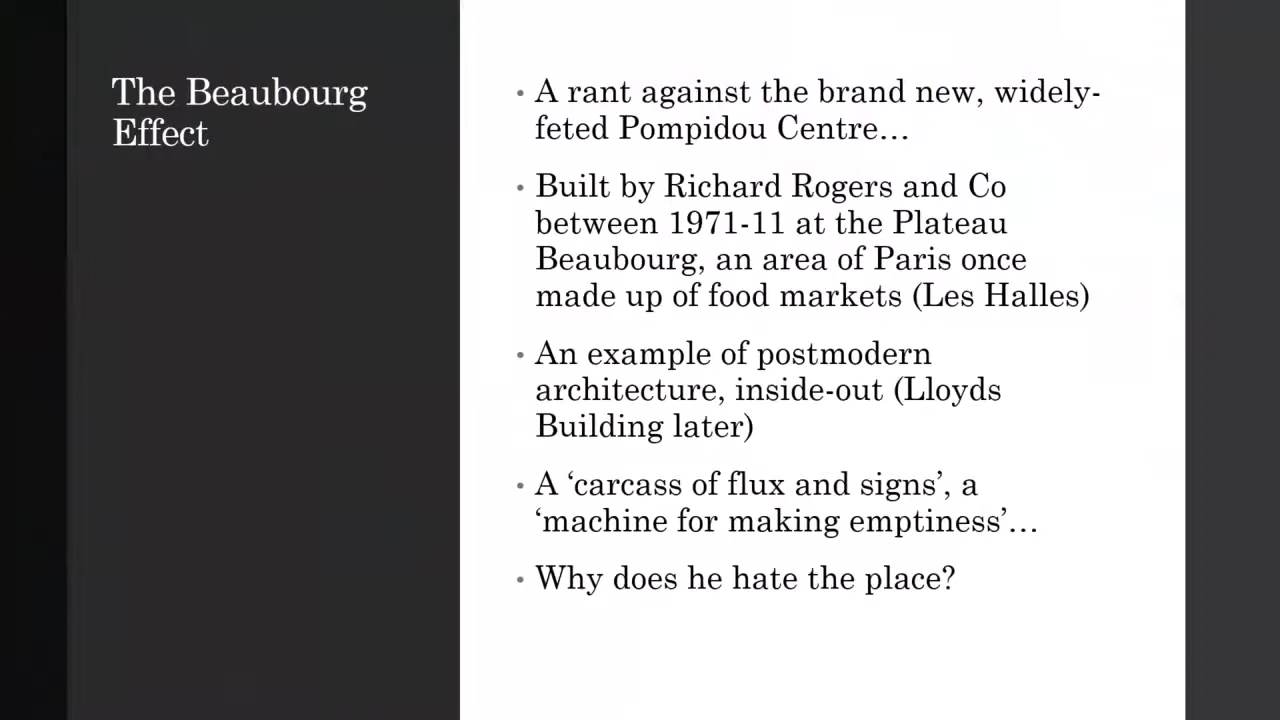 The Beaubourg
Effect
• A rant against the brand new, widely-
feted Pompidou Centre…
• Built by Richard Rogers and Co
between 1971-11 at the Plateau
Beaubourg, an area of Paris once
made up of food markets (Les Halles)
• An example of postmodern
architecture, inside-out (Lloyds
Building later)
• A ‘carcass of flux and signs’, a
‘machine for making emptiness’…
• Why does he hate the place?